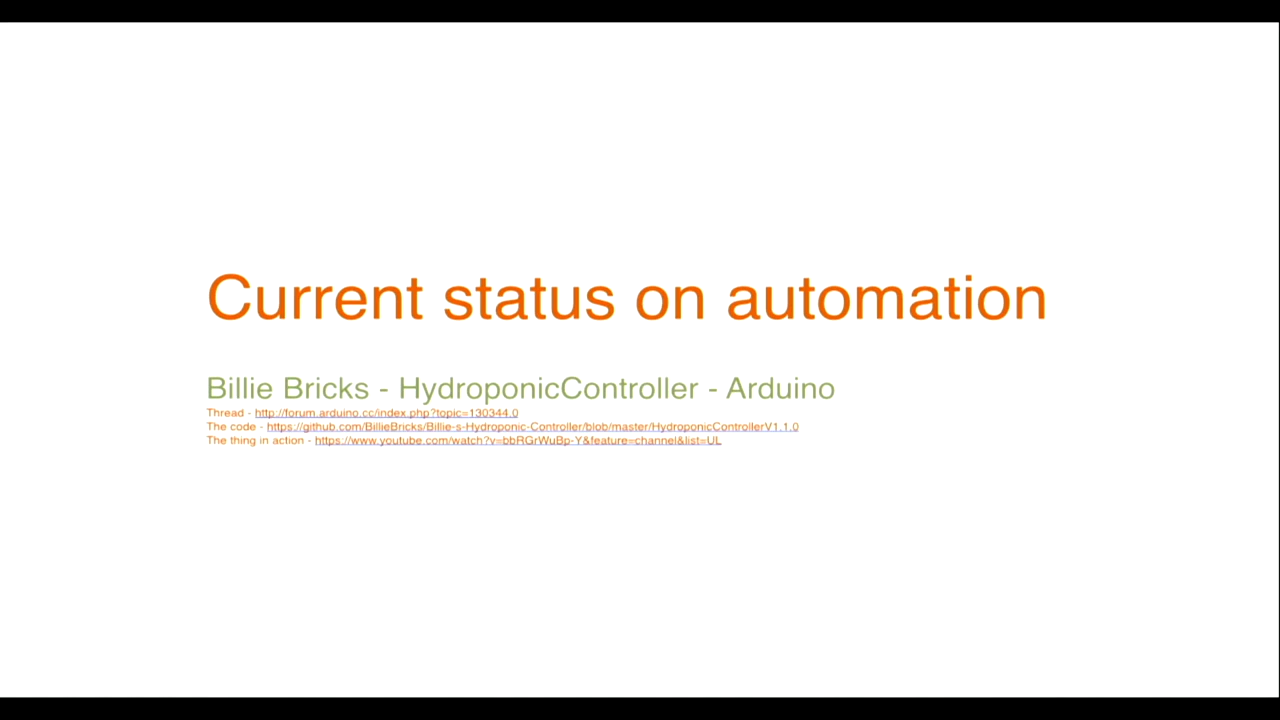 Current status on automation
Billie Bricks - HydroponicController - Arduino
Thread - http://forum.arduino.cc/index.php?topic=130344.0
The code - https://github.com/BillieBricks/Billie-s-Hydroponic-Controller/blob/master/HydroponicControllerV1.1.0
The thing in action - https://www.youtube.com/watch?v=bbRGrWuBp-Y&feature=channel&list=UL